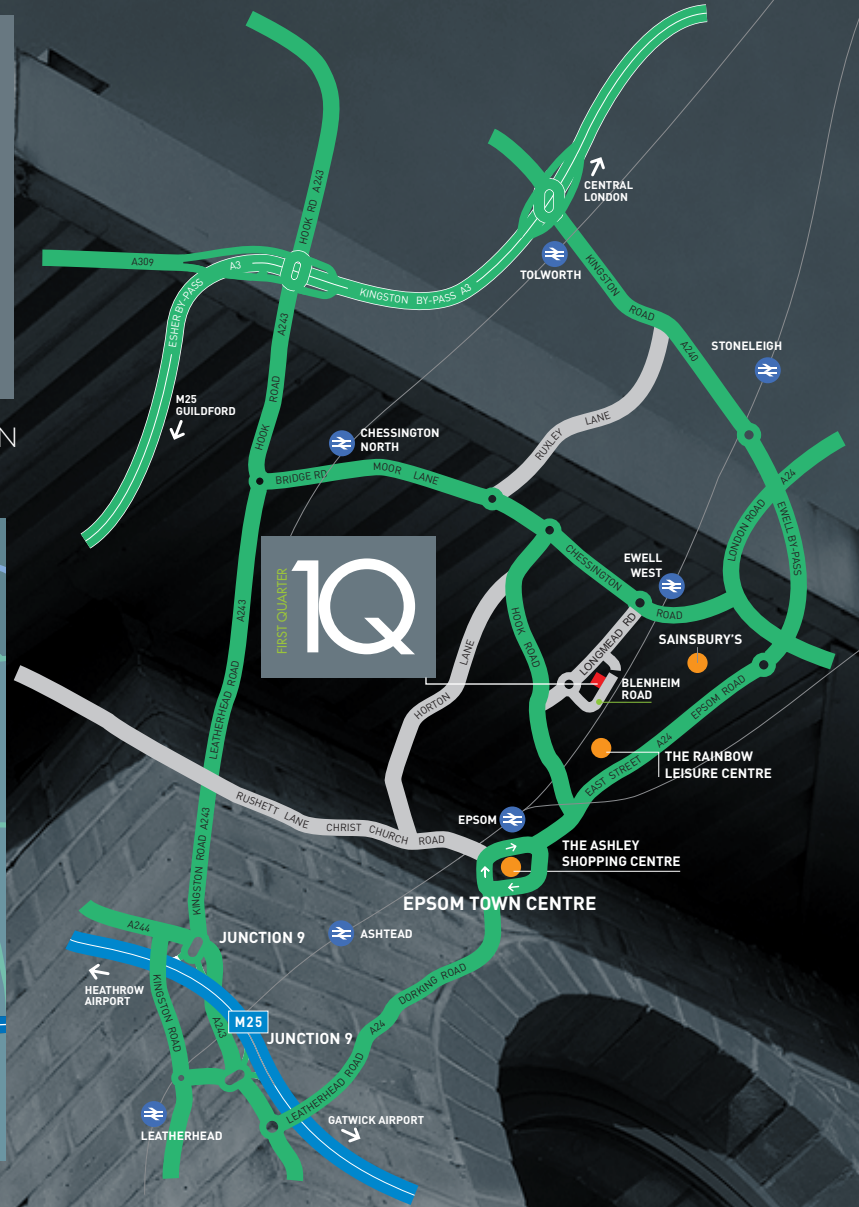 HOOK RD A243
CENTRAL
LONDON
A309
A3
ESHER BY-PASS
KINGSTON BY-PASS A3
TOLWORTH
KINGSTON ROAD
A240
STONELEIGH
A243
HOOK ROAD
M25
GUILDFORD
N
CHESSINGTON
NORTH
RUXLEY LANE
BRIDGE RD
MOOR LANE
LONDON ROAD
A24
EWELL BY-PASS
CHESSINGTON ROAD
EWELL
WEST
FIRST QUARTER
1Q
HOOK ROAD
LONGMEAD RD
SAINSBURY'S
A243
HORTON LANE
BLENHEIM
ROAD
LEATHERHEAD ROAD
EPSOM ROAD
A24
EAST STREET
THE RAINBOW
LEISURE CENTRE
RUSHETT LANE
CHRIST CHURCH ROAD
EPSOM
THE ASHLEY
SHOPPING CENTRE
EPSOM TOWN CENTRE
KINGSTON ROAD A243
A244
JUNCTION 9
ASHTEAD
HEATHROW
AIRPORT
KINGSTON ROAD
A243
DORKING ROAD
A24
M25
JUNCTION 9
LEATHERHEAD ROAD
GATWICK AIRPORT
LEATHERHEAD